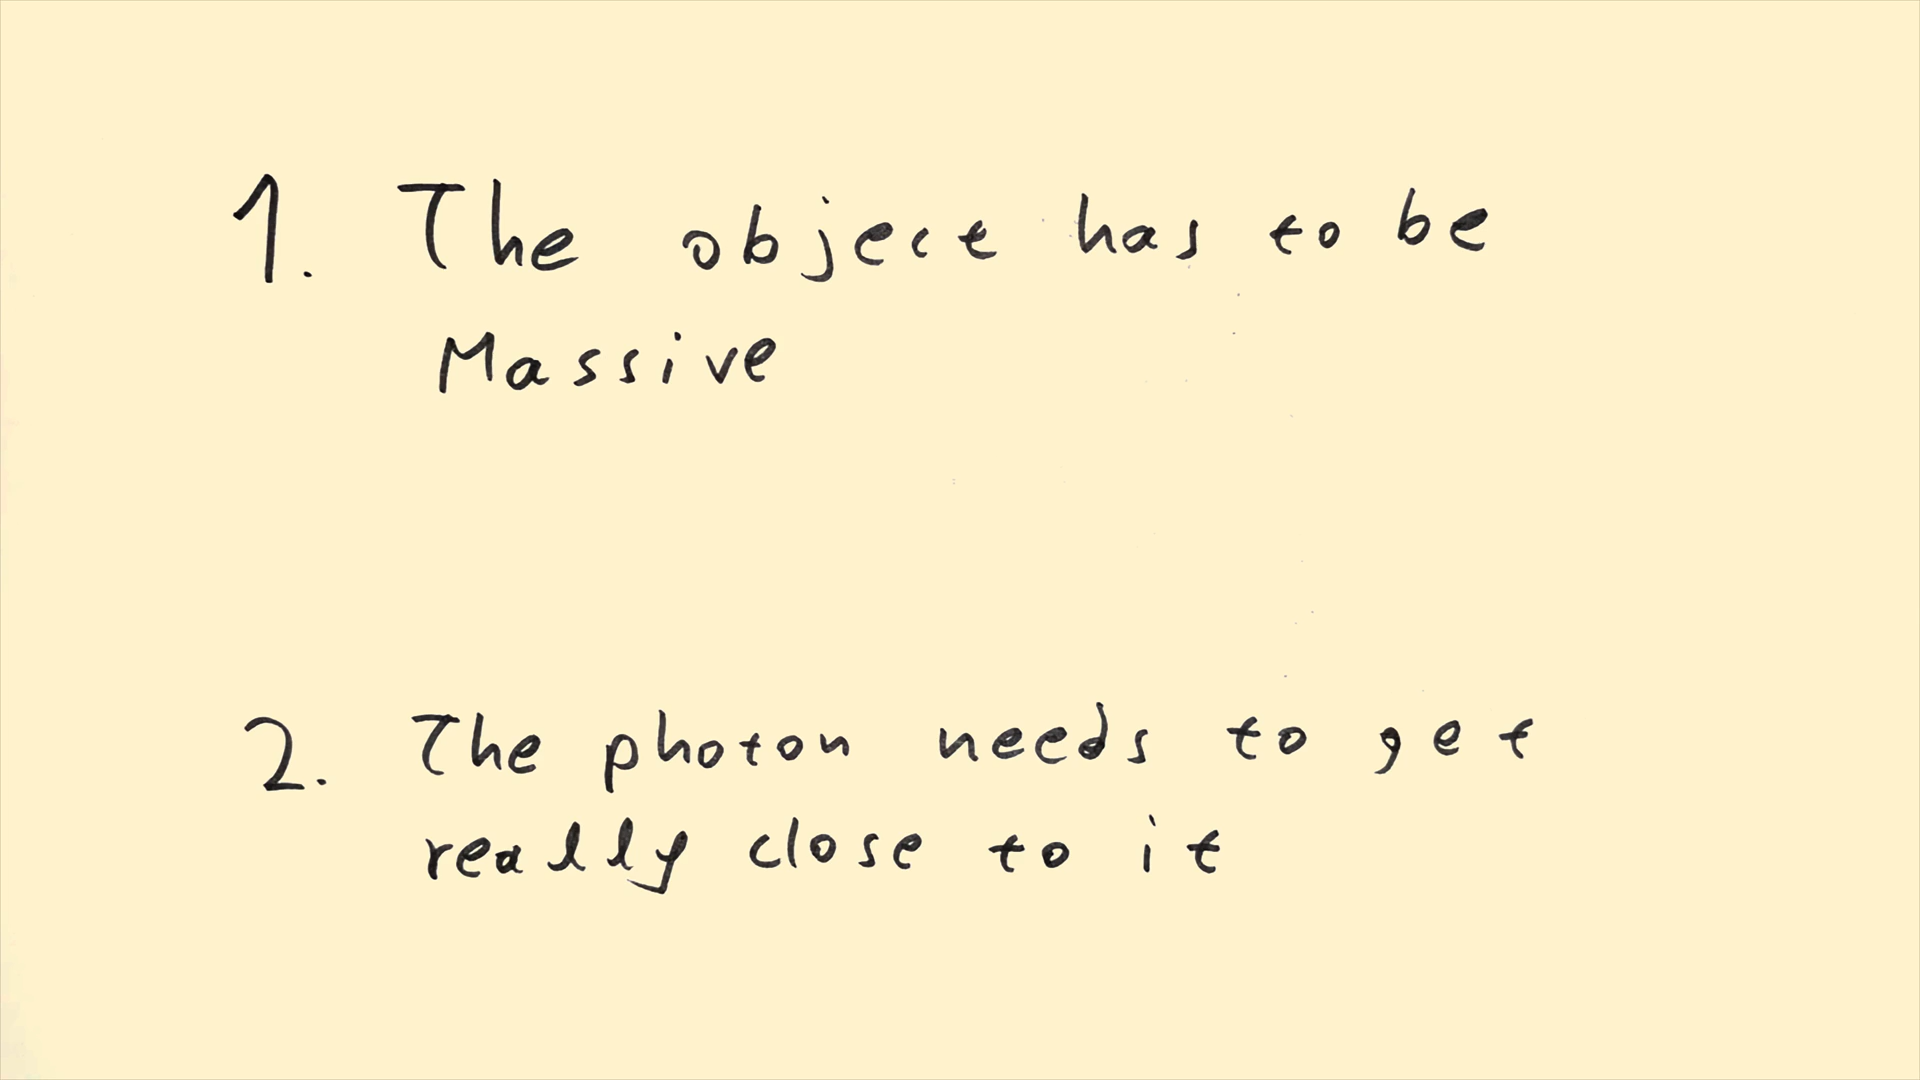 1. The object has to be
Massive
2. The photon needs to get
really close to it